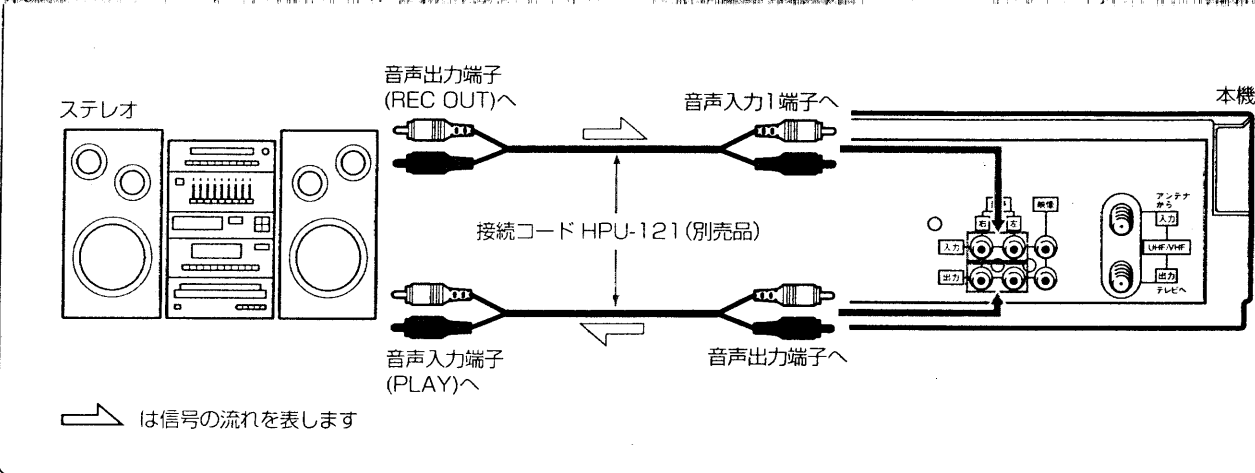 音声出力端子
(REC OUT)へ
音声入力1端子へ
本機
ステレオ
接続コード HPU-121(別売品)
右
左
映像
入力
出力
アンテナ
から
入力
UHF/VHF
出力
テレビへ
音声入力端子
(PLAY)へ
音声出力端子へ
は信号の流れを表します